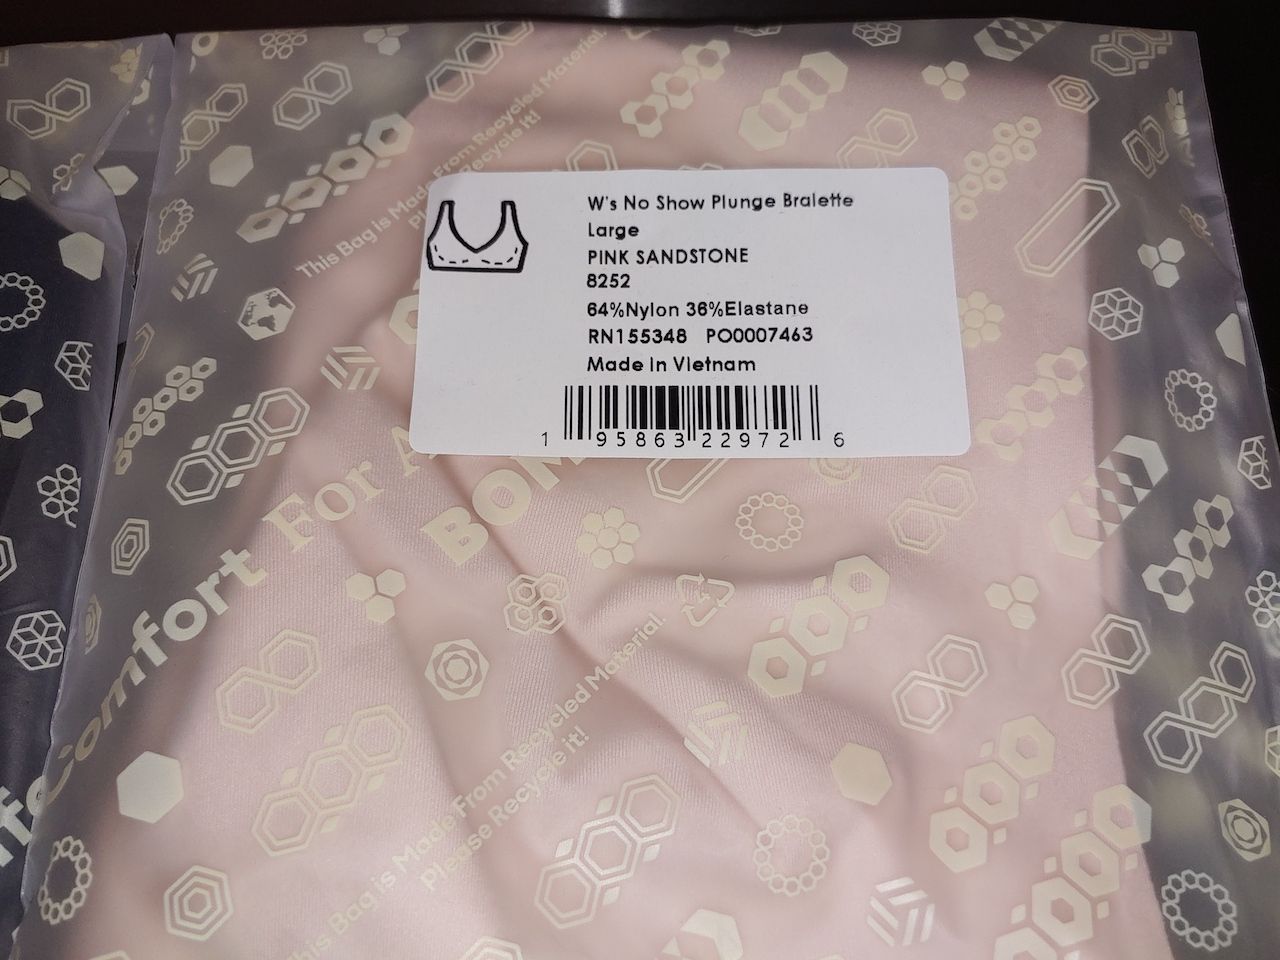 W's No Show Plunge Bralette
Large
PINK SANDSTONE
8252
64%Nylon 36%Elastane
RN155348 PO0007463
Made in Vietnam
1 95863 22972 6
This Bag is Made From Recycled Material.
Recycle it!
Comfort For A
BOM
This Bag is Made From Recycled Material.
Please Recycle it!